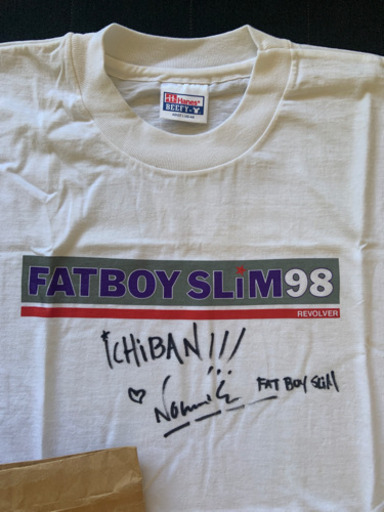 Hanes
BEEFY-T
FATBOY SLiM98
REVOLVER
iCHiBAN!!!
FAT BOY SLiM